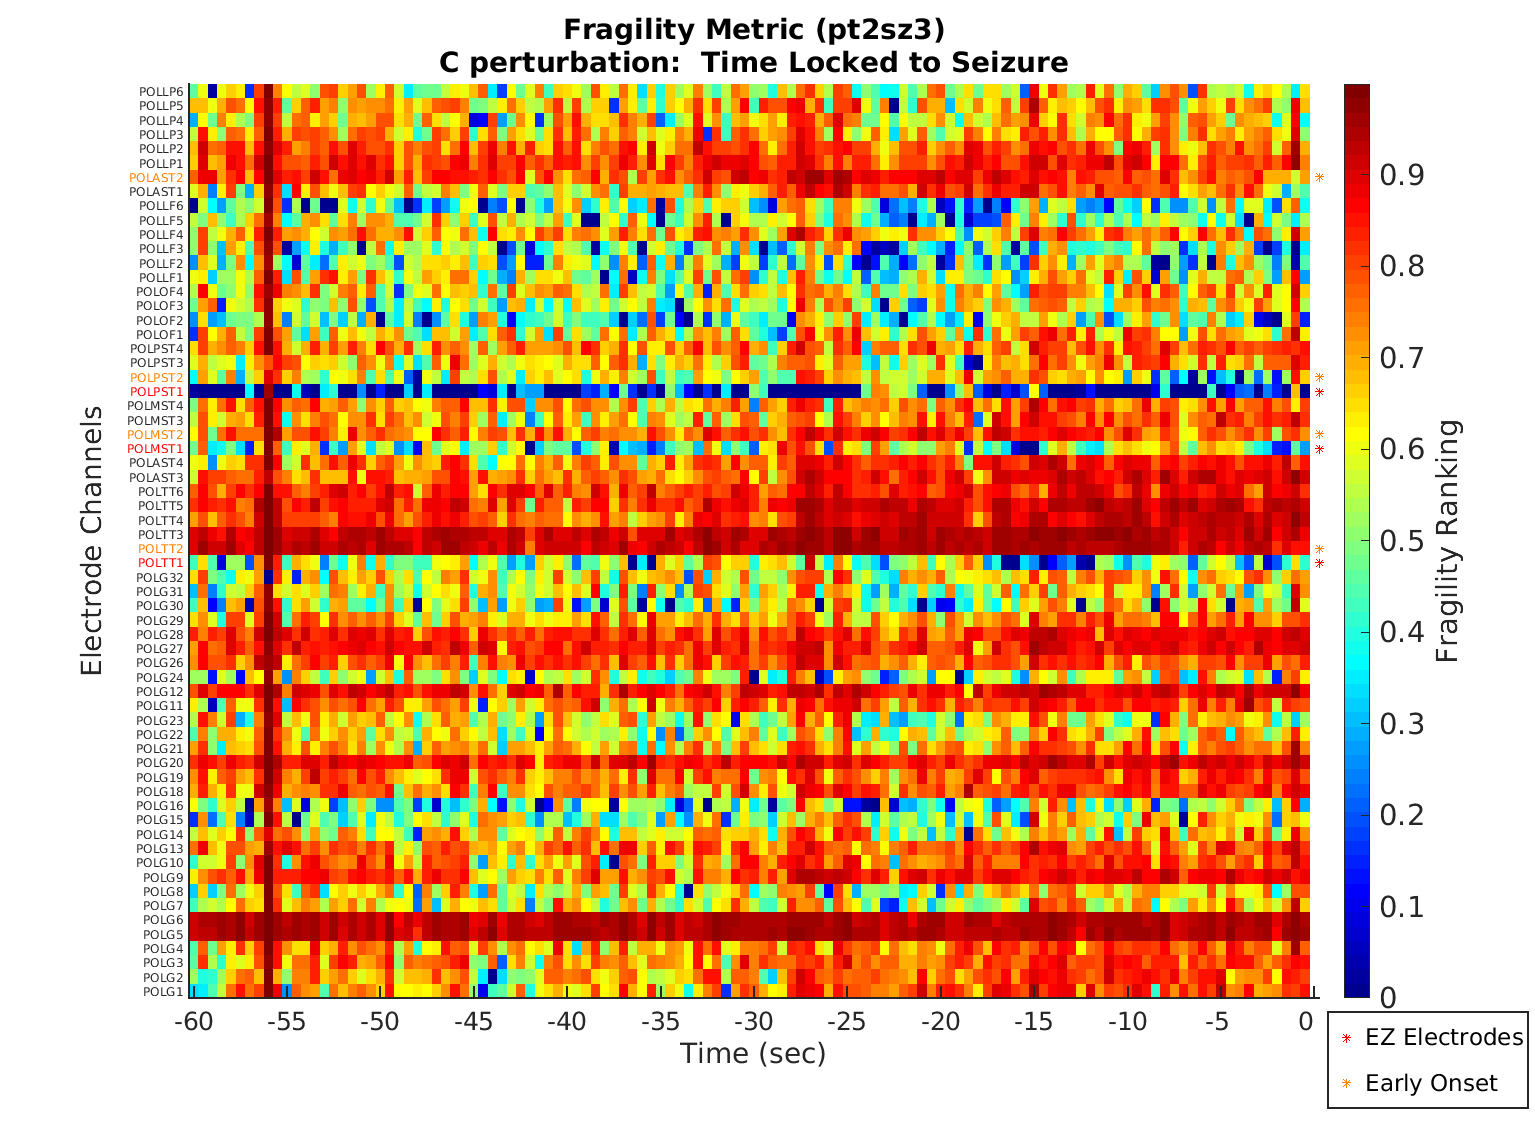 Fragility Metric (pt2sz3)
C perturbation:  Time Locked to Seizure
Electrode Channels
POLLP6
POLLP5
POLLP4
POLLP3
POLLP2
POLLP1
POLAST2
POLAST1
POLLF6
POLLF5
POLLF4
POLLF3
POLLF2
POLLF1
POLOF4
POLOF3
POLOF2
POLOF1
POLPST4
POLPST3
POLPST2
POLPST1
POLMST4
POLMST3
POLMST2
POLMST1
POLAST4
POLAST3
POLTT6
POLTT5
POLTT4
POLTT3
POLTT2
POLTT1
POLG32
POLG31
POLG30
POLG29
POLG28
POLG27
POLG26
POLG24
POLG12
POLG11
POLG23
POLG22
POLG21
POLG20
POLG19
POLG18
POLG16
POLG15
POLG14
POLG13
POLG10
POLG9
POLG8
POLG7
POLG6
POLG5
POLG4
POLG3
POLG2
POLG1
-60 -55 -50 -45 -40 -35 -30 -25 -20 -15 -10 -5 0
Time (sec)
0.9
0.8
0.7
0.6
0.5
0.4
0.3
0.2
0.1
0
Fragility Ranking
EZ Electrodes
Early Onset